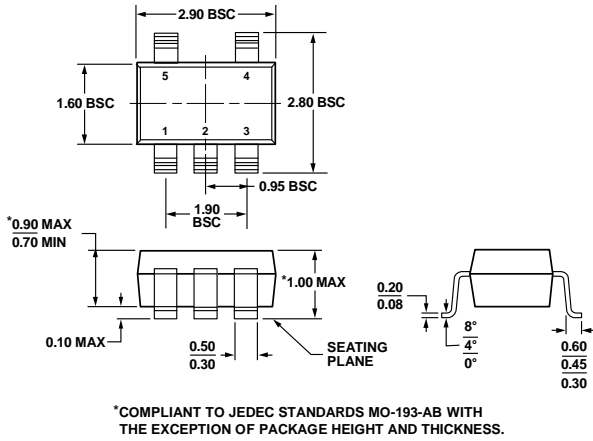 2.90 BSC
5
4
1.60 BSC
2.80 BSC
1
2
3
0.95 BSC
1.90
BSC
*0.90 MAX
0.70 MIN
*1.00 MAX
0.10 MAX
0.50
0.30
SEATING
PLANE
0.20
0.08
8°
4°
0°
0.60
0.45
0.30
*COMPLIANT TO JEDEC STANDARDS MO-193-AB WITH
THE EXCEPTION OF PACKAGE HEIGHT AND THICKNESS.